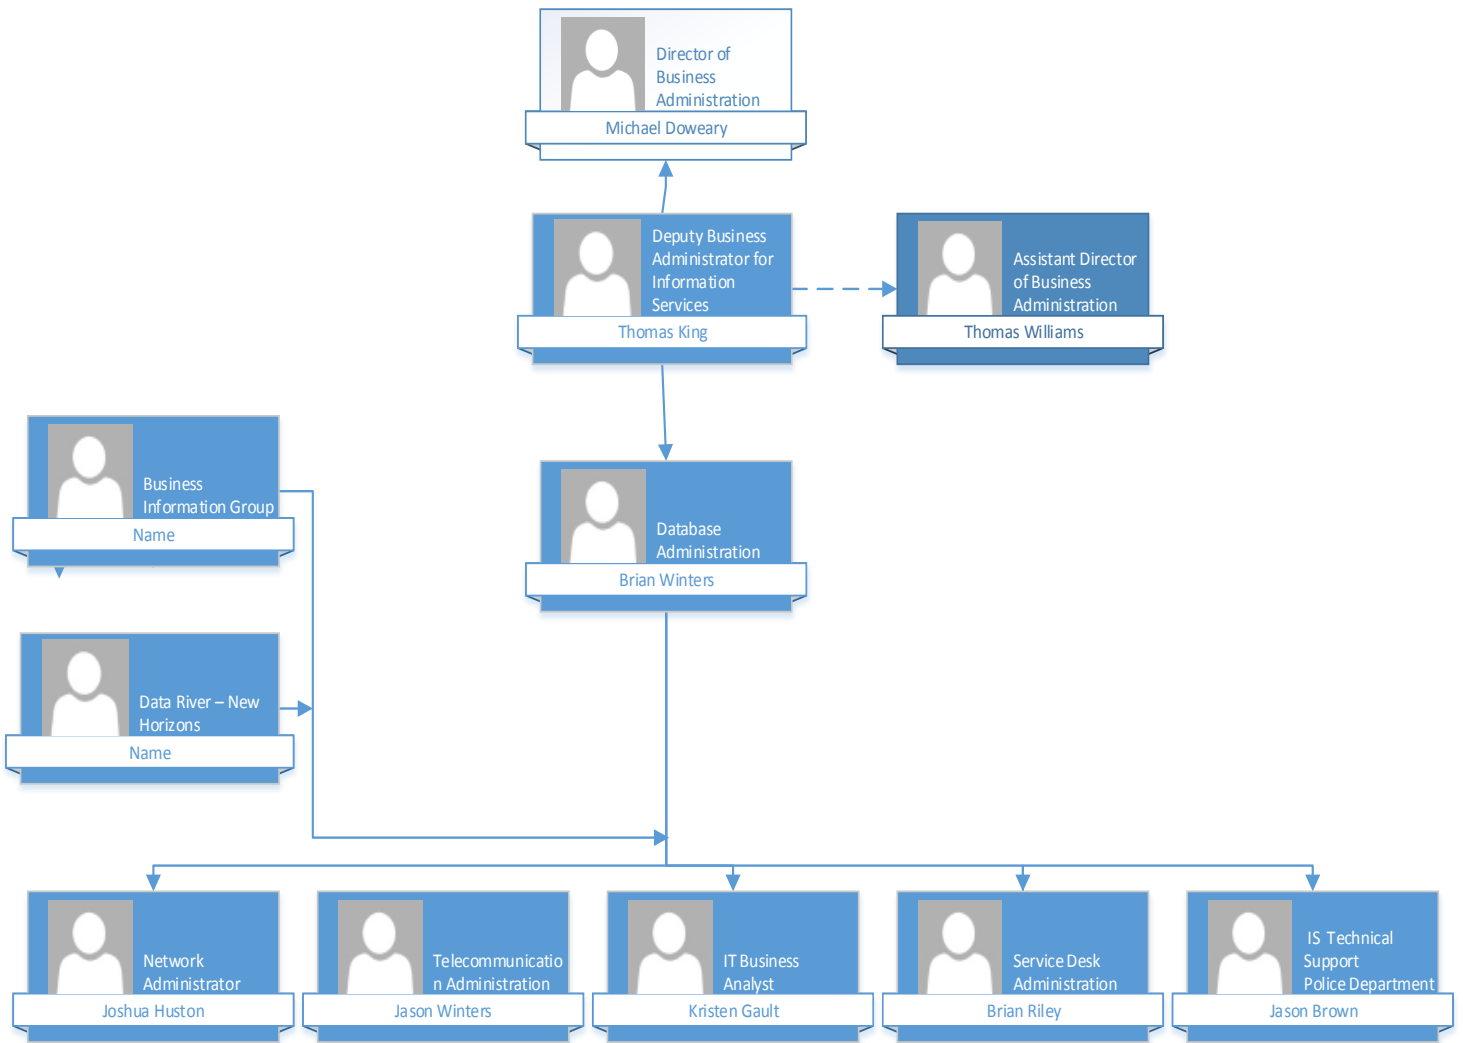 Director of
Business
Administration
Michael Doweary
Deputy Business
Administrator for
Information
Services
Thomas King
Assistant Director
of Business
Administration
Thomas Williams
Business
Information Group
Name
Database
Administration
Brian Winters
Data River – New
Horizons
Name
Network
Administrator
Joshua Huston
Telecommunicatio
n Administration
Jason Winters
IT Business
Analyst
Kristen Gault
Service Desk
Administration
Brian Riley
IS Technical
Support
Police Department
Jason Brown